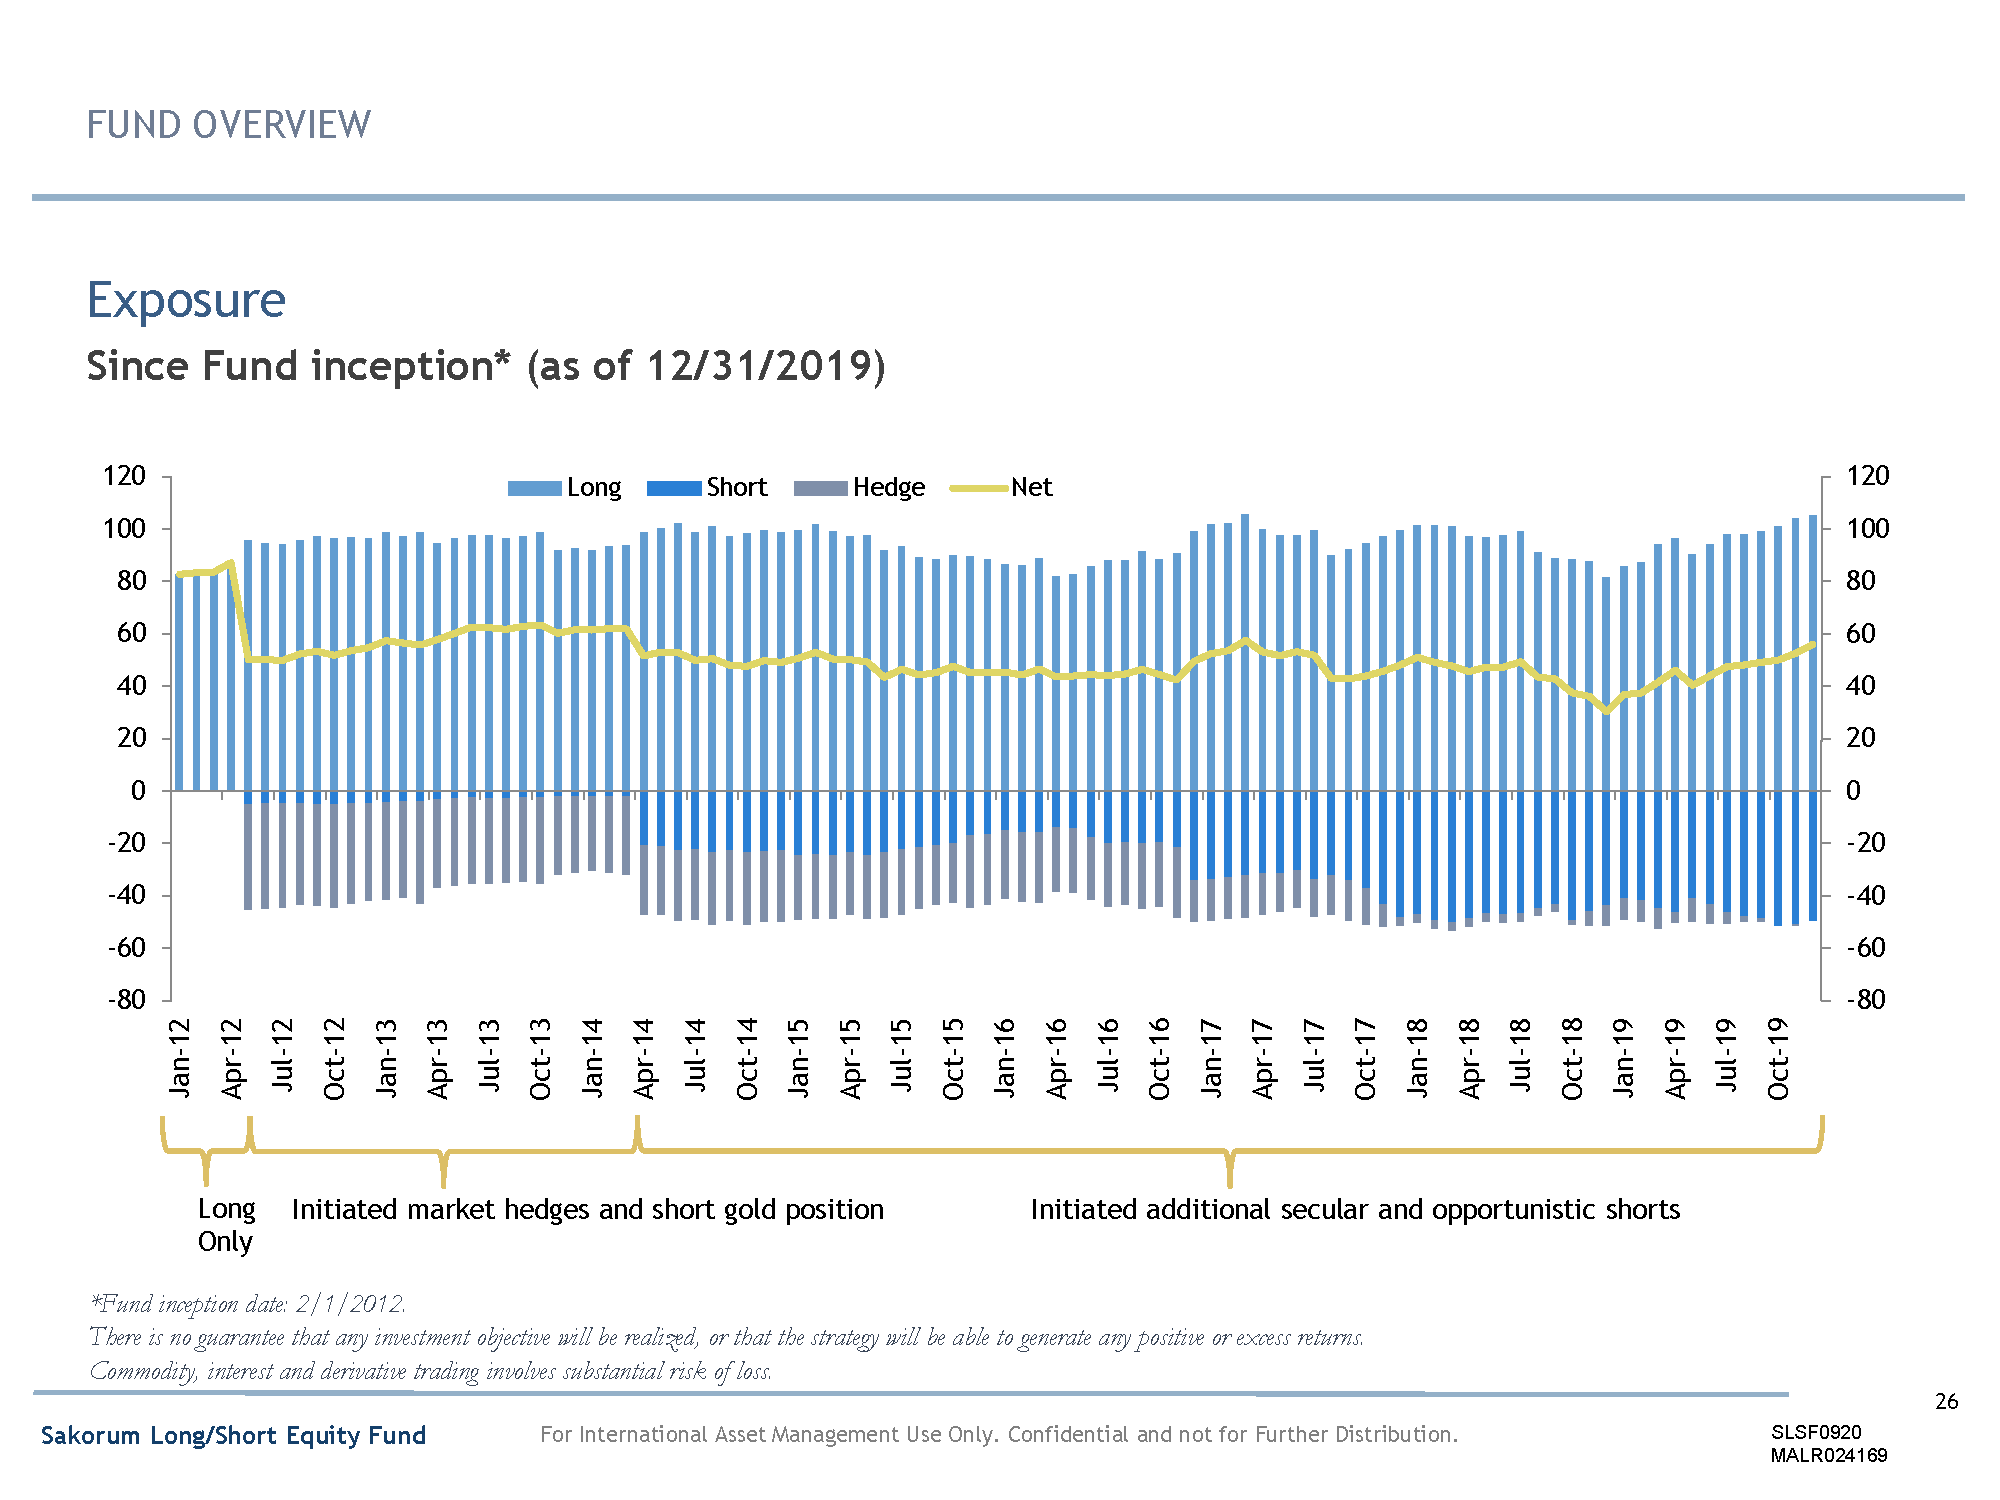 FUND OVERVIEW
Exposure
Since Fund inception* (as of 12/31/2019)
Long Short Hedge Net
120 120
100 100
80 80
60 60
40 40
20 20
0 0
-20 -20
-40 -40
-60 -60
-80 -80
Jan-12 Apr-12 Jul-12 Oct-12 Jan-13 Apr-13 Jul-13 Oct-13 Jan-14 Apr-14 Jul-14 Oct-14 Jan-15 Apr-15 Jul-15 Oct-15 Jan-16 Apr-16 Jul-16 Oct-16 Jan-17 Apr-17 Jul-17 Oct-17 Jan-18 Apr-18 Jul-18 Oct-18 Jan-19 Apr-19 Jul-19 Oct-19
Long
Only
Initiated market hedges and short gold position
Initiated additional secular and opportunistic shorts
*Fund inception date: 2/1/2012.
There is no guarantee that any investment objective will be realized, or that the strategy will be able to generate any positive or excess returns.
Commodity, interest and derivative trading involves substantial risk of loss.
26
Sakorum Long/Short Equity Fund
For International Asset Management Use Only. Confidential and not for Further Distribution.
SLSF0920
MALR024169